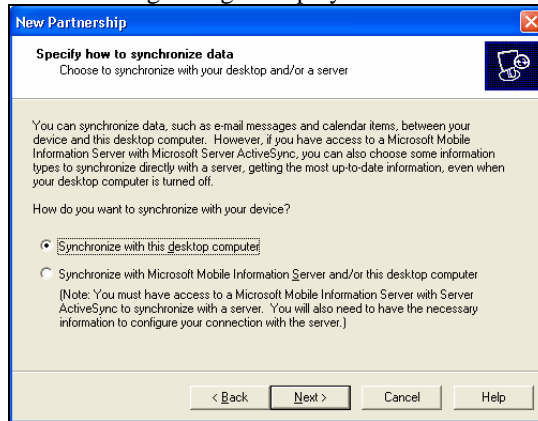 New Partnership
Specify how to synchronize data
Choose to synchronize with your desktop and/or a server
You can synchronize data, such as e-mail messages and calendar items, between your
device and this desktop computer. However, if you have access to a Microsoft Mobile
Information Server with Microsoft Server ActiveSync, you can also choose some information
types to synchronize directly with a server, getting the most up-to-date information, even when
your desktop computer is turned off.
How do you want to synchronize with your device?
Synchronize with this desktop computer
Synchronize with Microsoft Mobile Information Server and/or this desktop computer
(Note: You must have access to a Microsoft Mobile Information Server with Server
ActiveSync to synchronize with a server. You will also need to have the necessary
information to configure your connection with the server.)
< Back Next > Cancel Help